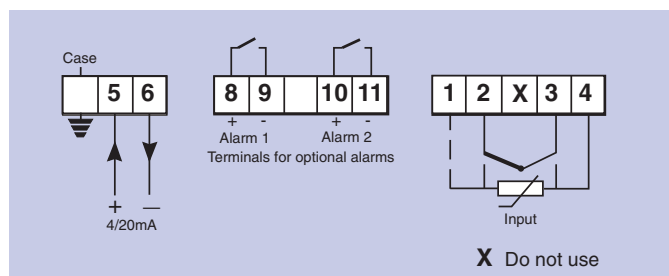 Case
5 6
+ —
4/20mA
8 9 10 11
+ - + -
Alarm 1 Alarm 2
Terminals for optional alarms
1 2 X 3 4
Input
X Do not use